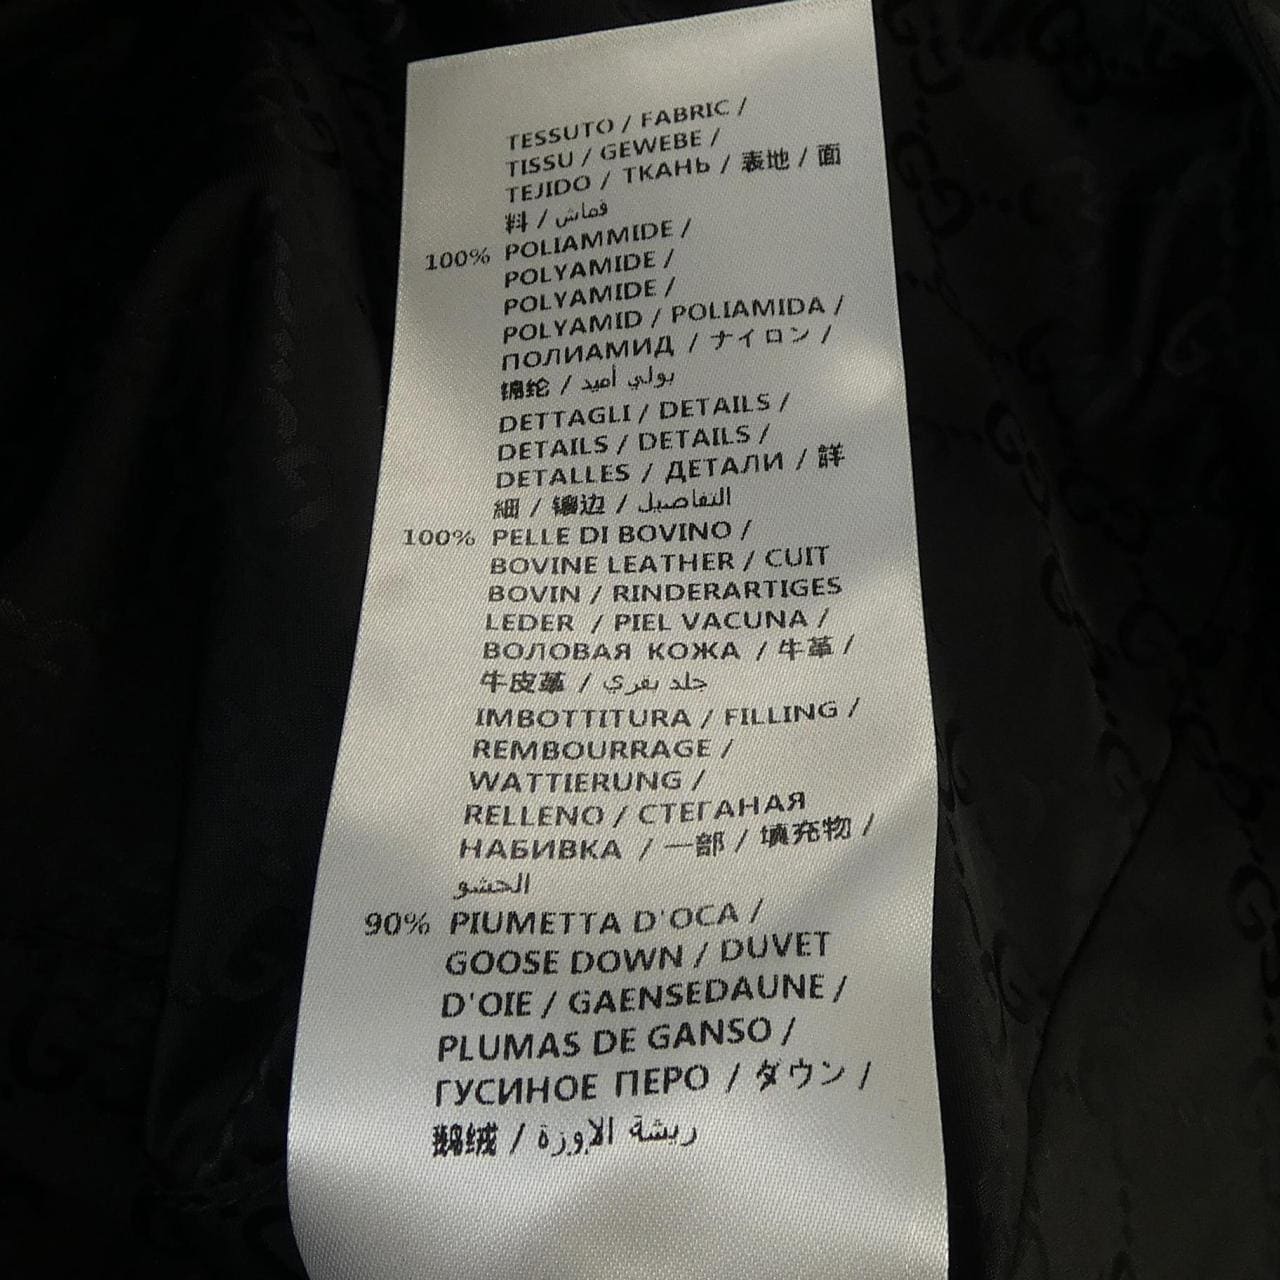 TESSUTO / FABRIC /
TISSU / GEWEBE /
TEJIDO / ТКАНЬ / 表地 / 面
料 / قماش
100% POLIAMMIDE /
POLYAMIDE /
POLYAMIDE /
POLYAMID / POLIAMIDA /
ПОЛИАМИД / ナイロン /
锦纶 / بولي أميد
DETTAGLI / DETAILS /
DETAILS / DETAILS /
DETALLES / ДЕТАЛИ / 詳
細 / 镶边 / التفاصيل
100% PELLE DI BOVINO /
BOVINE LEATHER / CUIT
BOVIN / RINDERARTIGES
LEDER / PIEL VACUNA /
ВОЛОВАЯ КОЖА / 牛革 /
牛皮革 / جلد بقري
IMBOTTITURA / FILLING /
REMBOURRAGE /
WATTIERUNG /
RELLENO / СТЕГАНАЯ
НАБИВКА / 一部 / 填充物 /
الحشو
90% PIUMETTA D'OCA /
GOOSE DOWN / DUVET
D'OIE / GAENSEDAUNE /
PLUMAS DE GANSO /
ГУСИНОЕ ПЕРО / ダウン /
鹅绒 / ريشة الاوزة